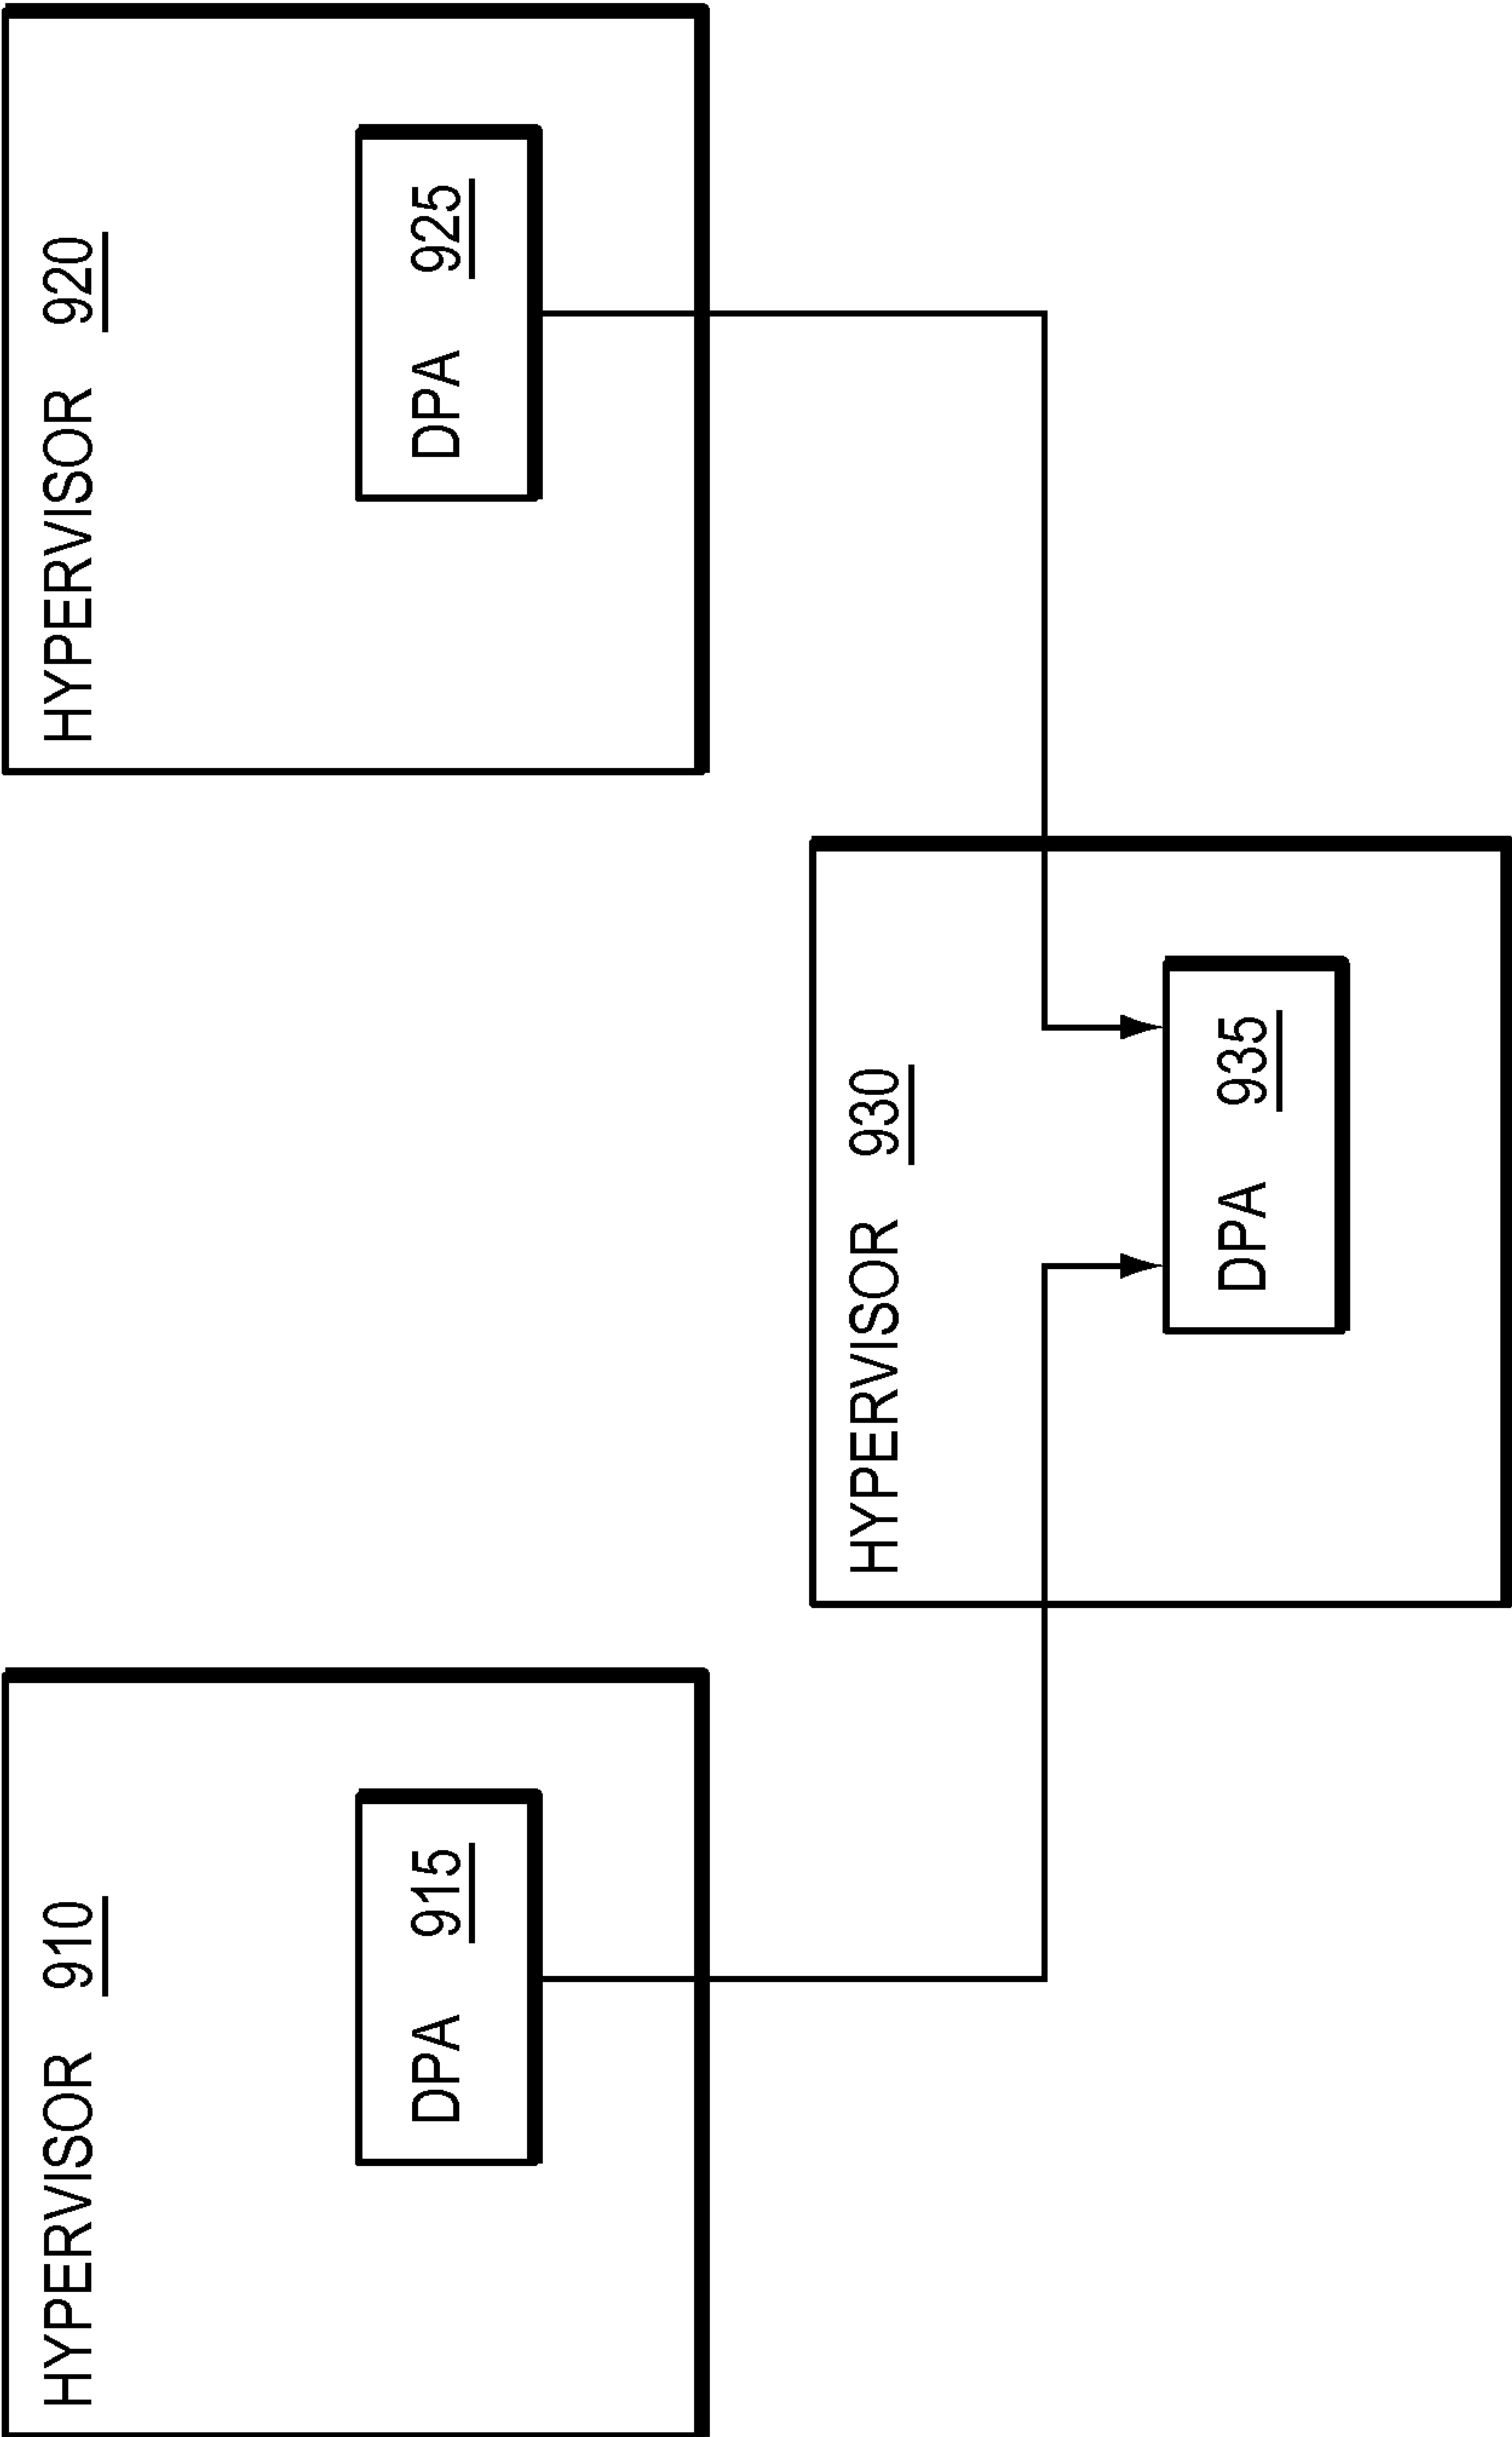 HYPERVISOR 910
DPA 915
HYPERVISOR 920
DPA 925
HYPERVISOR 930
DPA 935